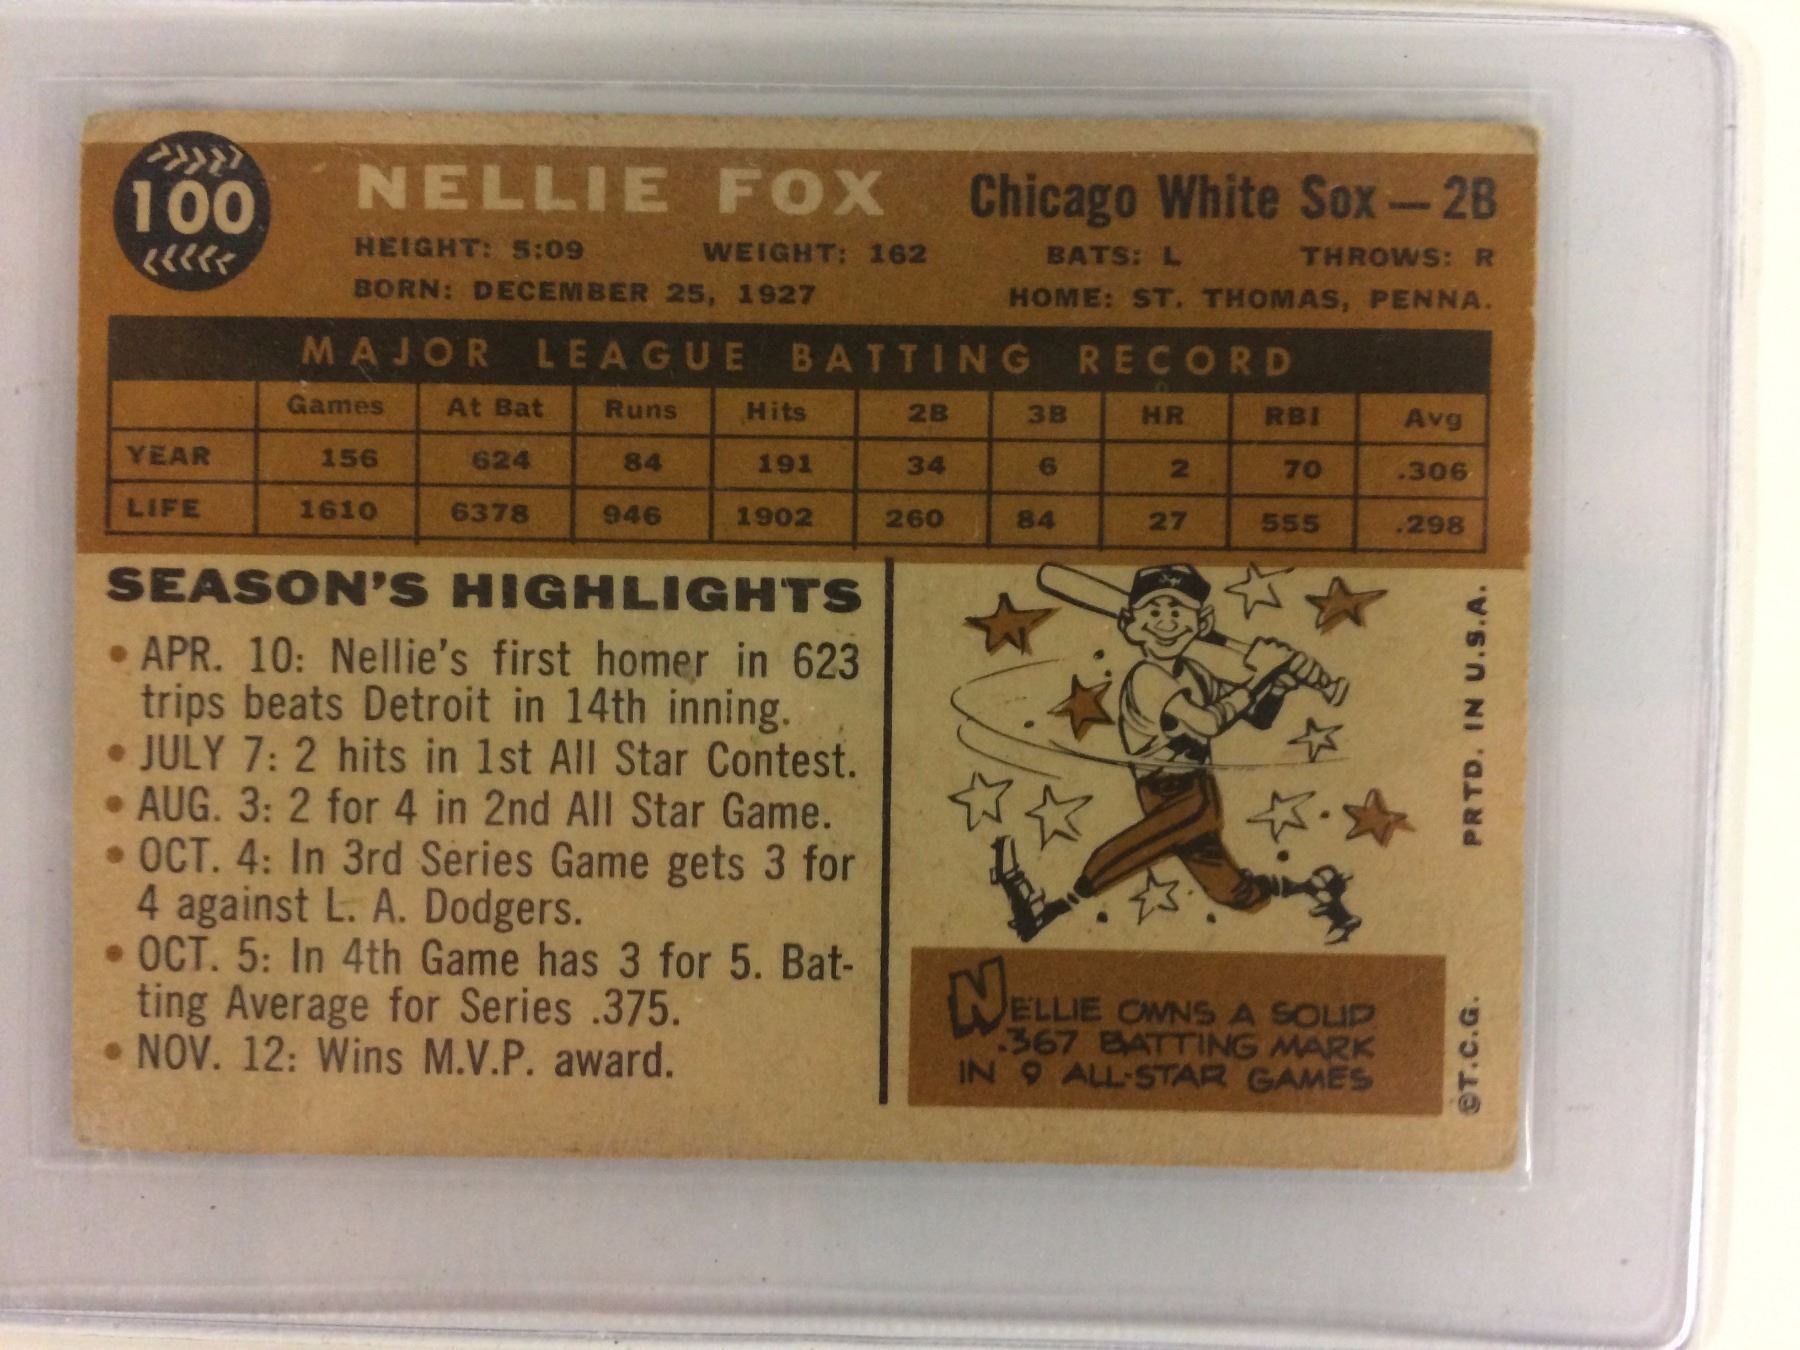 100
NELLIE FOX
Chicago White Sox — 2B
HEIGHT: 5:09 WEIGHT: 162 BATS: L THROWS: R
BORN: DECEMBER 25, 1927 HOME: ST. THOMAS, PENNA.
MAJOR LEAGUE BATTING RECORD
Games At Bat Runs Hits 2B 3B HR RBI Avg
YEAR 156 624 84 191 34 6 2 70 .306
LIFE 1610 6378 946 1902 260 84 27 555 .298
SEASON'S HIGHLIGHTS
• APR. 10: Nellie's first homer in 623
trips beats Detroit in 14th inning.
• JULY 7: 2 hits in 1st All Star Contest.
• AUG. 3: 2 for 4 in 2nd All Star Game.
• OCT. 4: In 3rd Series Game gets 3 for
4 against L. A. Dodgers.
• OCT. 5: In 4th Game has 3 for 5. Bat-
ting Average for Series .375.
• NOV. 12: Wins M.V.P. award.
NELLIE OWNS A SOLID
.367 BATTING MARK
IN 9 ALL-STAR GAMES
©T.C.G. PRTD. IN U.S.A.